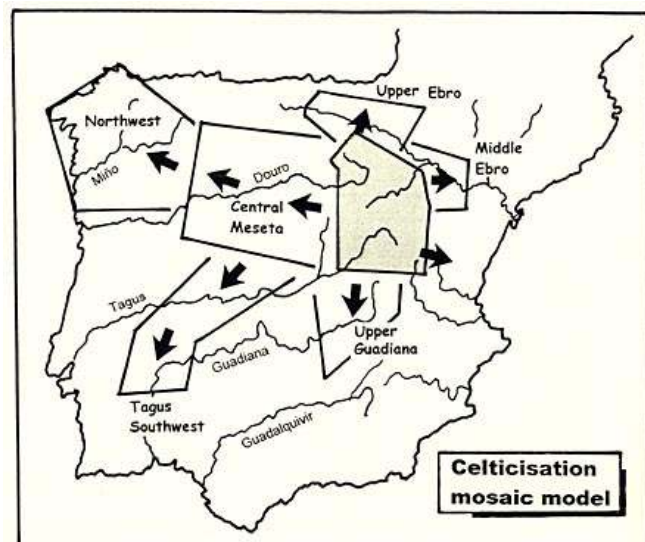 Upper Ebro
Northwest
Middle
Ebro
Miño
Douro
Central
Meseta
Tagus
Upper
Guadiana
Guadiana
Tagus
Southwest
Guadalquivir
Celticisation
mosaic model